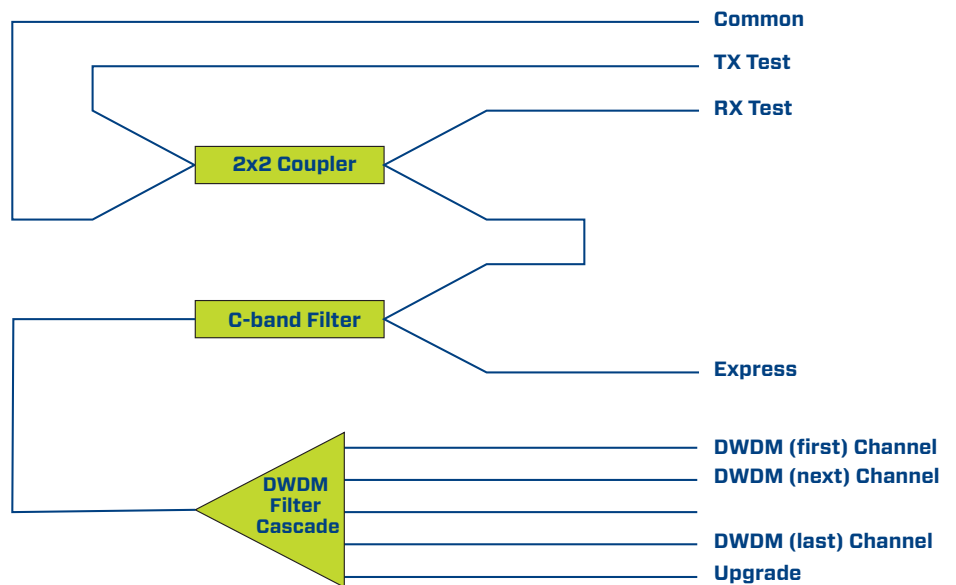 Common
TX Test
RX Test
2x2 Coupler
C-band Filter
Express
DWDM
Filter
Cascade
DWDM (first) Channel
DWDM (next) Channel
DWDM (last) Channel
Upgrade